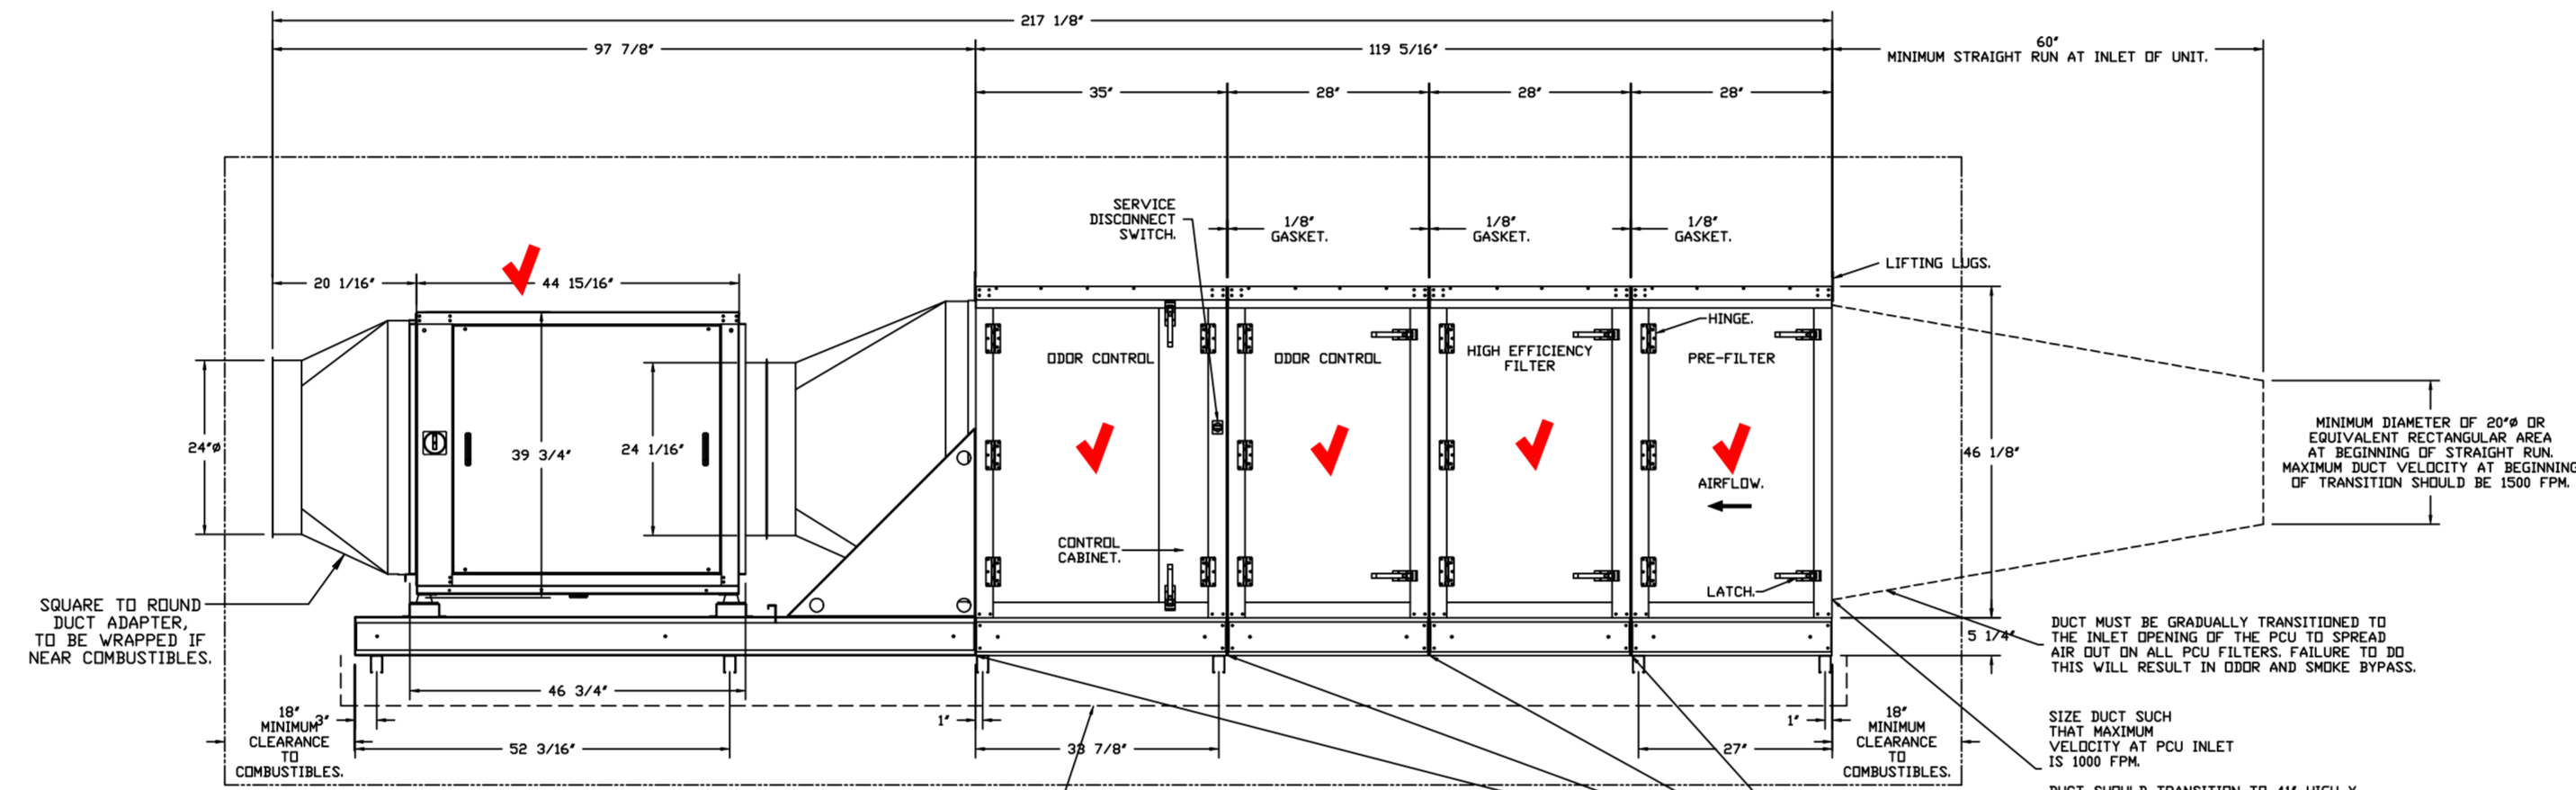 217 1/8"
97 7/8"
119 5/16"
60"
MINIMUM STRAIGHT RUN AT INLET OF UNIT.
35"
28"
28"
28"
SERVICE
DISCONNECT
SWITCH.
1/8"
GASKET.
1/8"
GASKET.
1/8"
GASKET.
LIFTING LUGS.
20 1/16"
44 15/16"
HINGE.
ODOR CONTROL
ODOR CONTROL
HIGH EFFICIENCY
FILTER
PRE-FILTER
24"ø
39 3/4"
24 1/16"
AIRFLOW.
46 1/8"
MINIMUM DIAMETER OF 20"ø OR
EQUIVALENT RECTANGULAR AREA
AT BEGINNING OF STRAIGHT RUN.
MAXIMUM DUCT VELOCITY AT BEGINNING
OF TRANSITION SHOULD BE 1500 FPM.
CONTROL
CABINET.
LATCH.
SQUARE TO ROUND
DUCT ADAPTER,
TO BE WRAPPED IF
NEAR COMBUSTIBLES.
5 1/4"
DUCT MUST BE GRADUALLY TRANSITIONED TO
THE INLET OPENING OF THE PCU TO SPREAD
AIR OUT ON ALL PCU FILTERS. FAILURE TO DO
THIS WILL RESULT IN ODOR AND SMOKE BYPASS.
46 3/4"
18"
MINIMUM
CLEARANCE
TO
COMBUSTIBLES.
3"
1"
1"
18"
MINIMUM
CLEARANCE
TO
COMBUSTIBLES.
52 3/16"
33 7/8"
27"
SIZE DUCT SUCH
THAT MAXIMUM
VELOCITY AT PCU INLET
IS 1000 FPM.
DUCT SHOULD TRANSITION TO 41" HIGH X